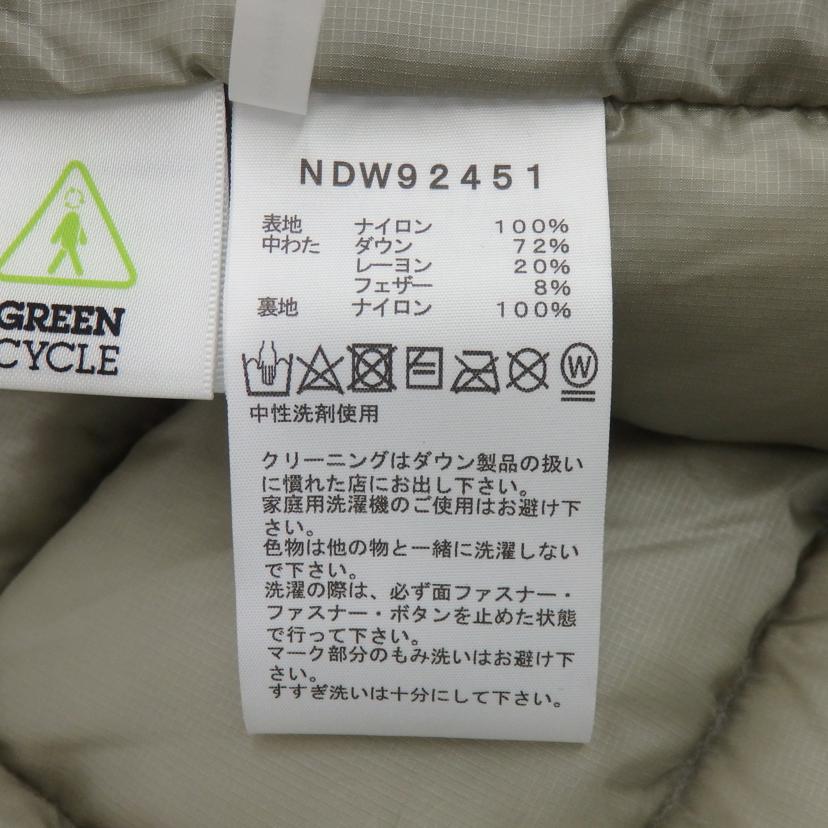 GREEN
CYCLE
NDW92451
表地 ナイロン 100%
中わた ダウン 72%
レーヨン 20%
フェザー 8%
裏地 ナイロン 100%
W
中性洗剤使用
クリーニングはダウン製品の扱い
に慣れた店にお出し下さい。
家庭用洗濯機のご使用はお避け下
さい。
色物は他の物と一緒に洗濯しない
で下さい。
洗濯の際は、必ず面ファスナー・
ファスナー・ボタンを止めた状態
で行って下さい。
マーク部分のもみ洗いはお避け下
さい。
すすぎ洗いは十分にして下さい。